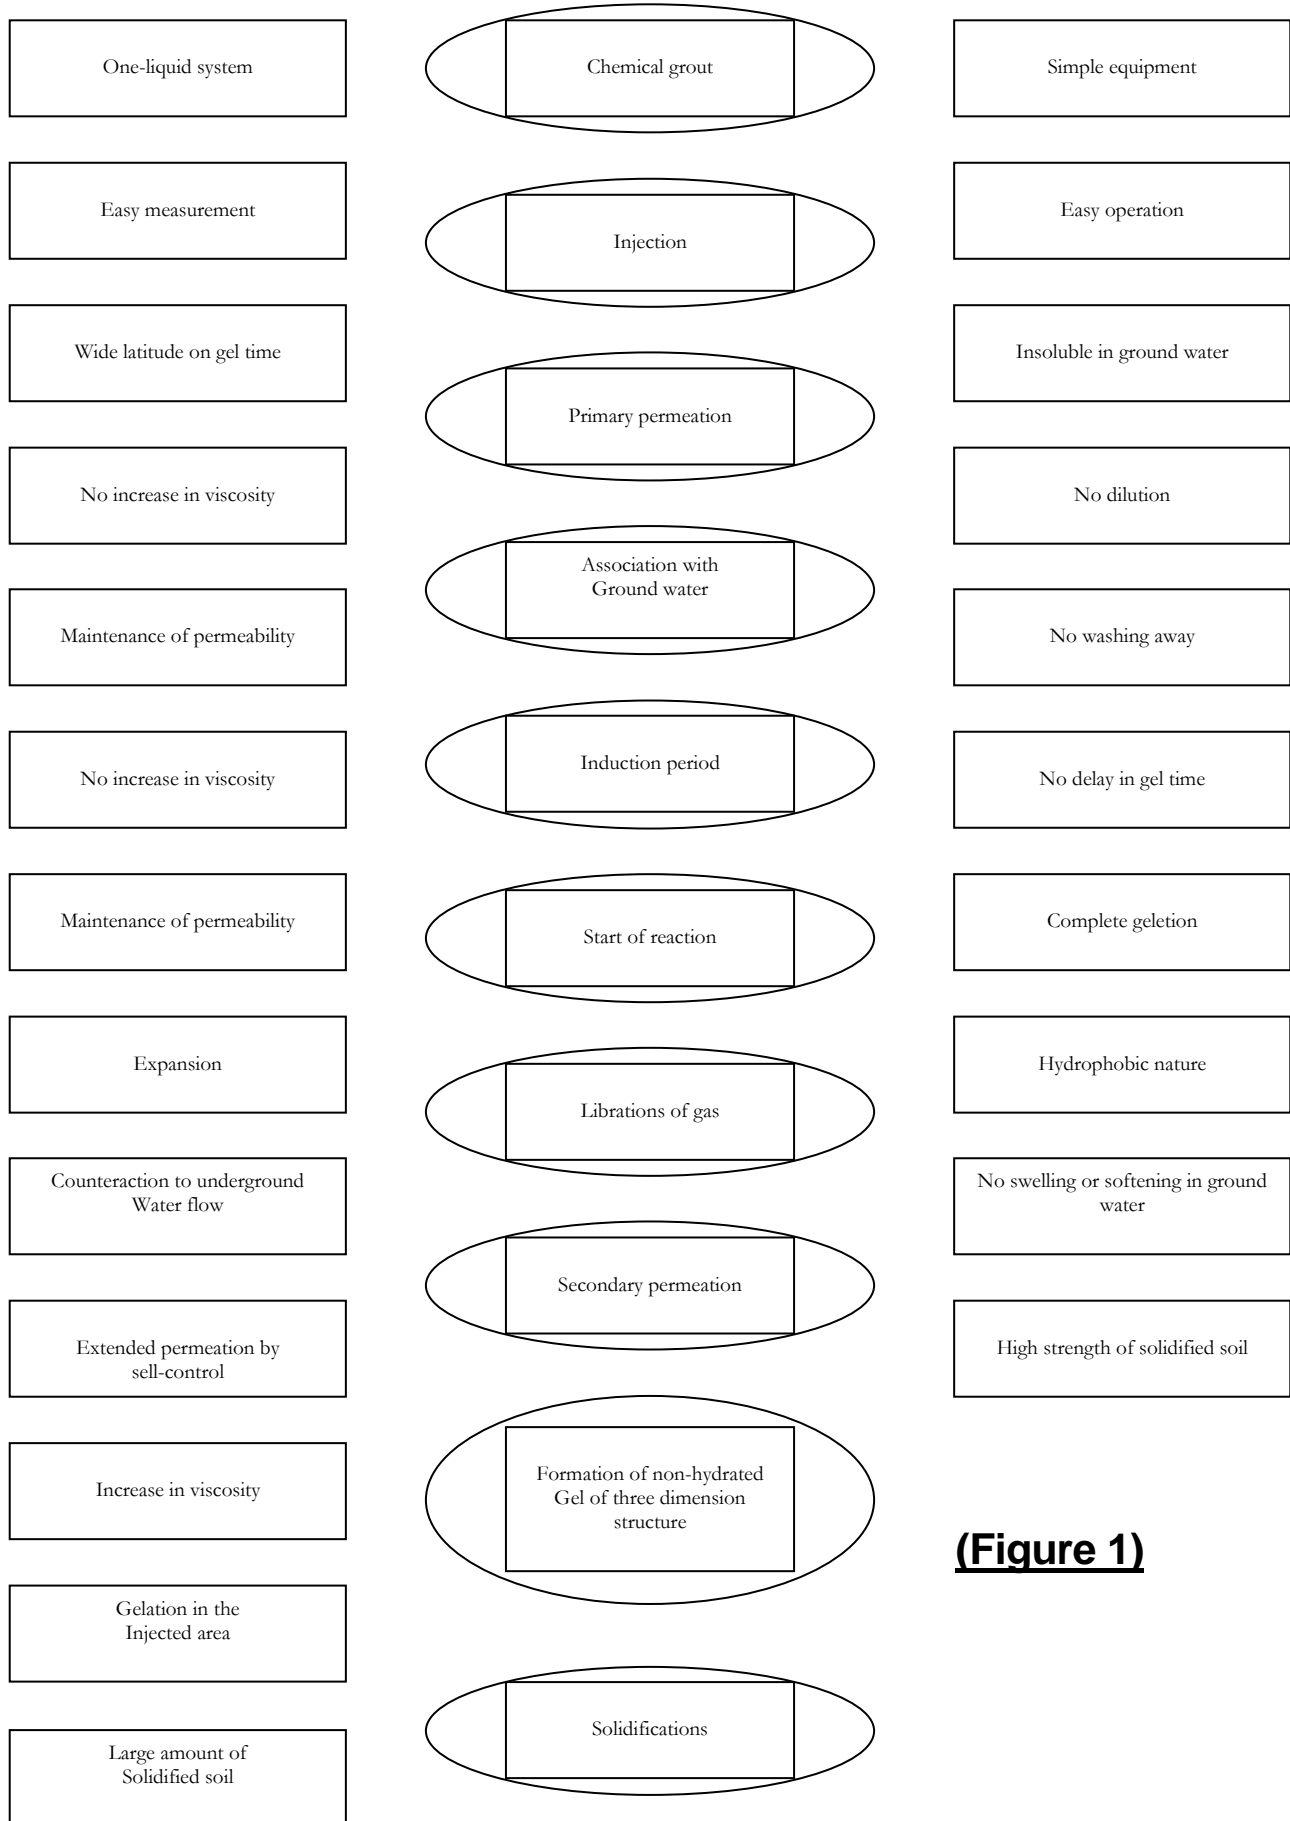 One-liquid system
Chemical grout
Simple equipment
Easy measurement
Injection
Easy operation
Wide latitude on gel time
Primary permeation
Insoluble in ground water
No increase in viscosity
Association with
Ground water
No dilution
Maintenance of permeability
Induction period
No washing away
No increase in viscosity
Start of reaction
No delay in gel time
Maintenance of permeability
Librations of gas
Complete geletion
Expansion
Secondary permeation
Hydrophobic nature
Counteraction to underground
Water flow
No swelling or softening in ground
water
Extended permeation by
sell-control
High strength of solidified soil
Increase in viscosity
Formation of non-hydrated
Gel of three dimension
structure
(Figure 1)
Gelation in the
Injected area
Solidifications
Large amount of
Solidified soil